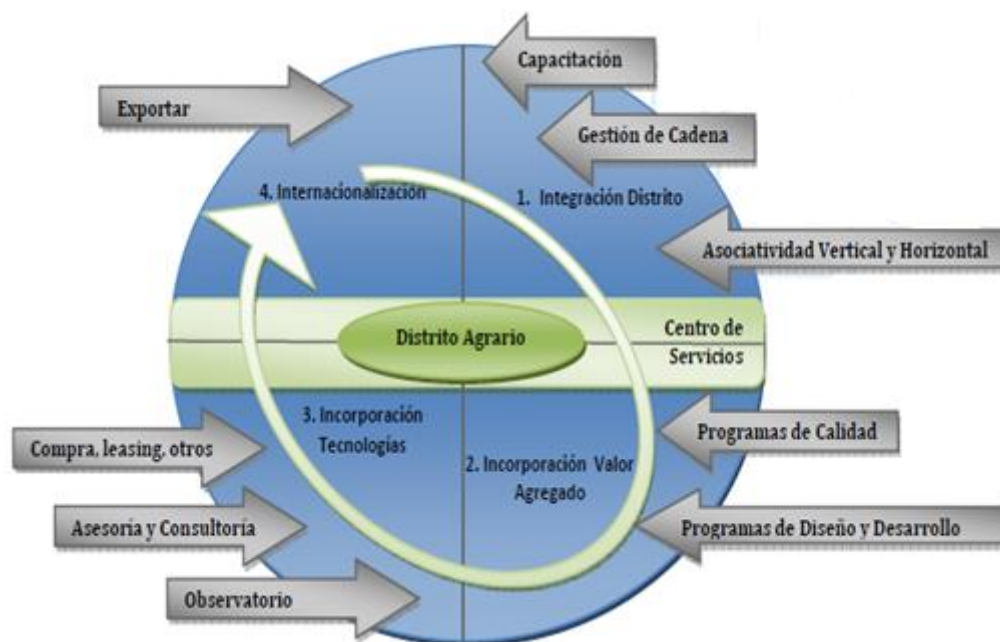 Capacitación
Exportar
Gestión de Cadena
4. Internacionalización
1. Integración Distrito
Asociatividad Vertical y Horizontal
Distrito Agrario
Centro de
Servicios
3. Incorporación
Tecnologías
Compra, leasing, otros
Programas de Calidad
2. Incorporación Valor
Agregado
Asesoria y Consultoría
Programas de Diseño y Desarrollo
Observatorio